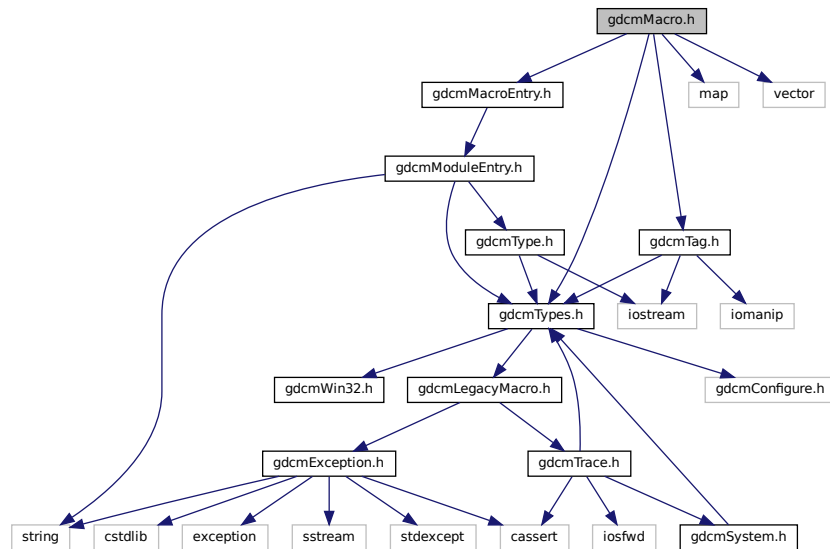 gdcmMacro.h
gdcmMacroEntry.h
map
vector
gdcmModuleEntry.h
gdcmType.h
gdcmTag.h
gdcmTypes.h
iostream
iomanip
gdcmWin32.h
gdcmLegacyMacro.h
gdcmConfigure.h
gdcmException.h
gdcmTrace.h
string
cstdlib
exception
sstream
stdexcept
cassert
iosfwd
gdcmSystem.h